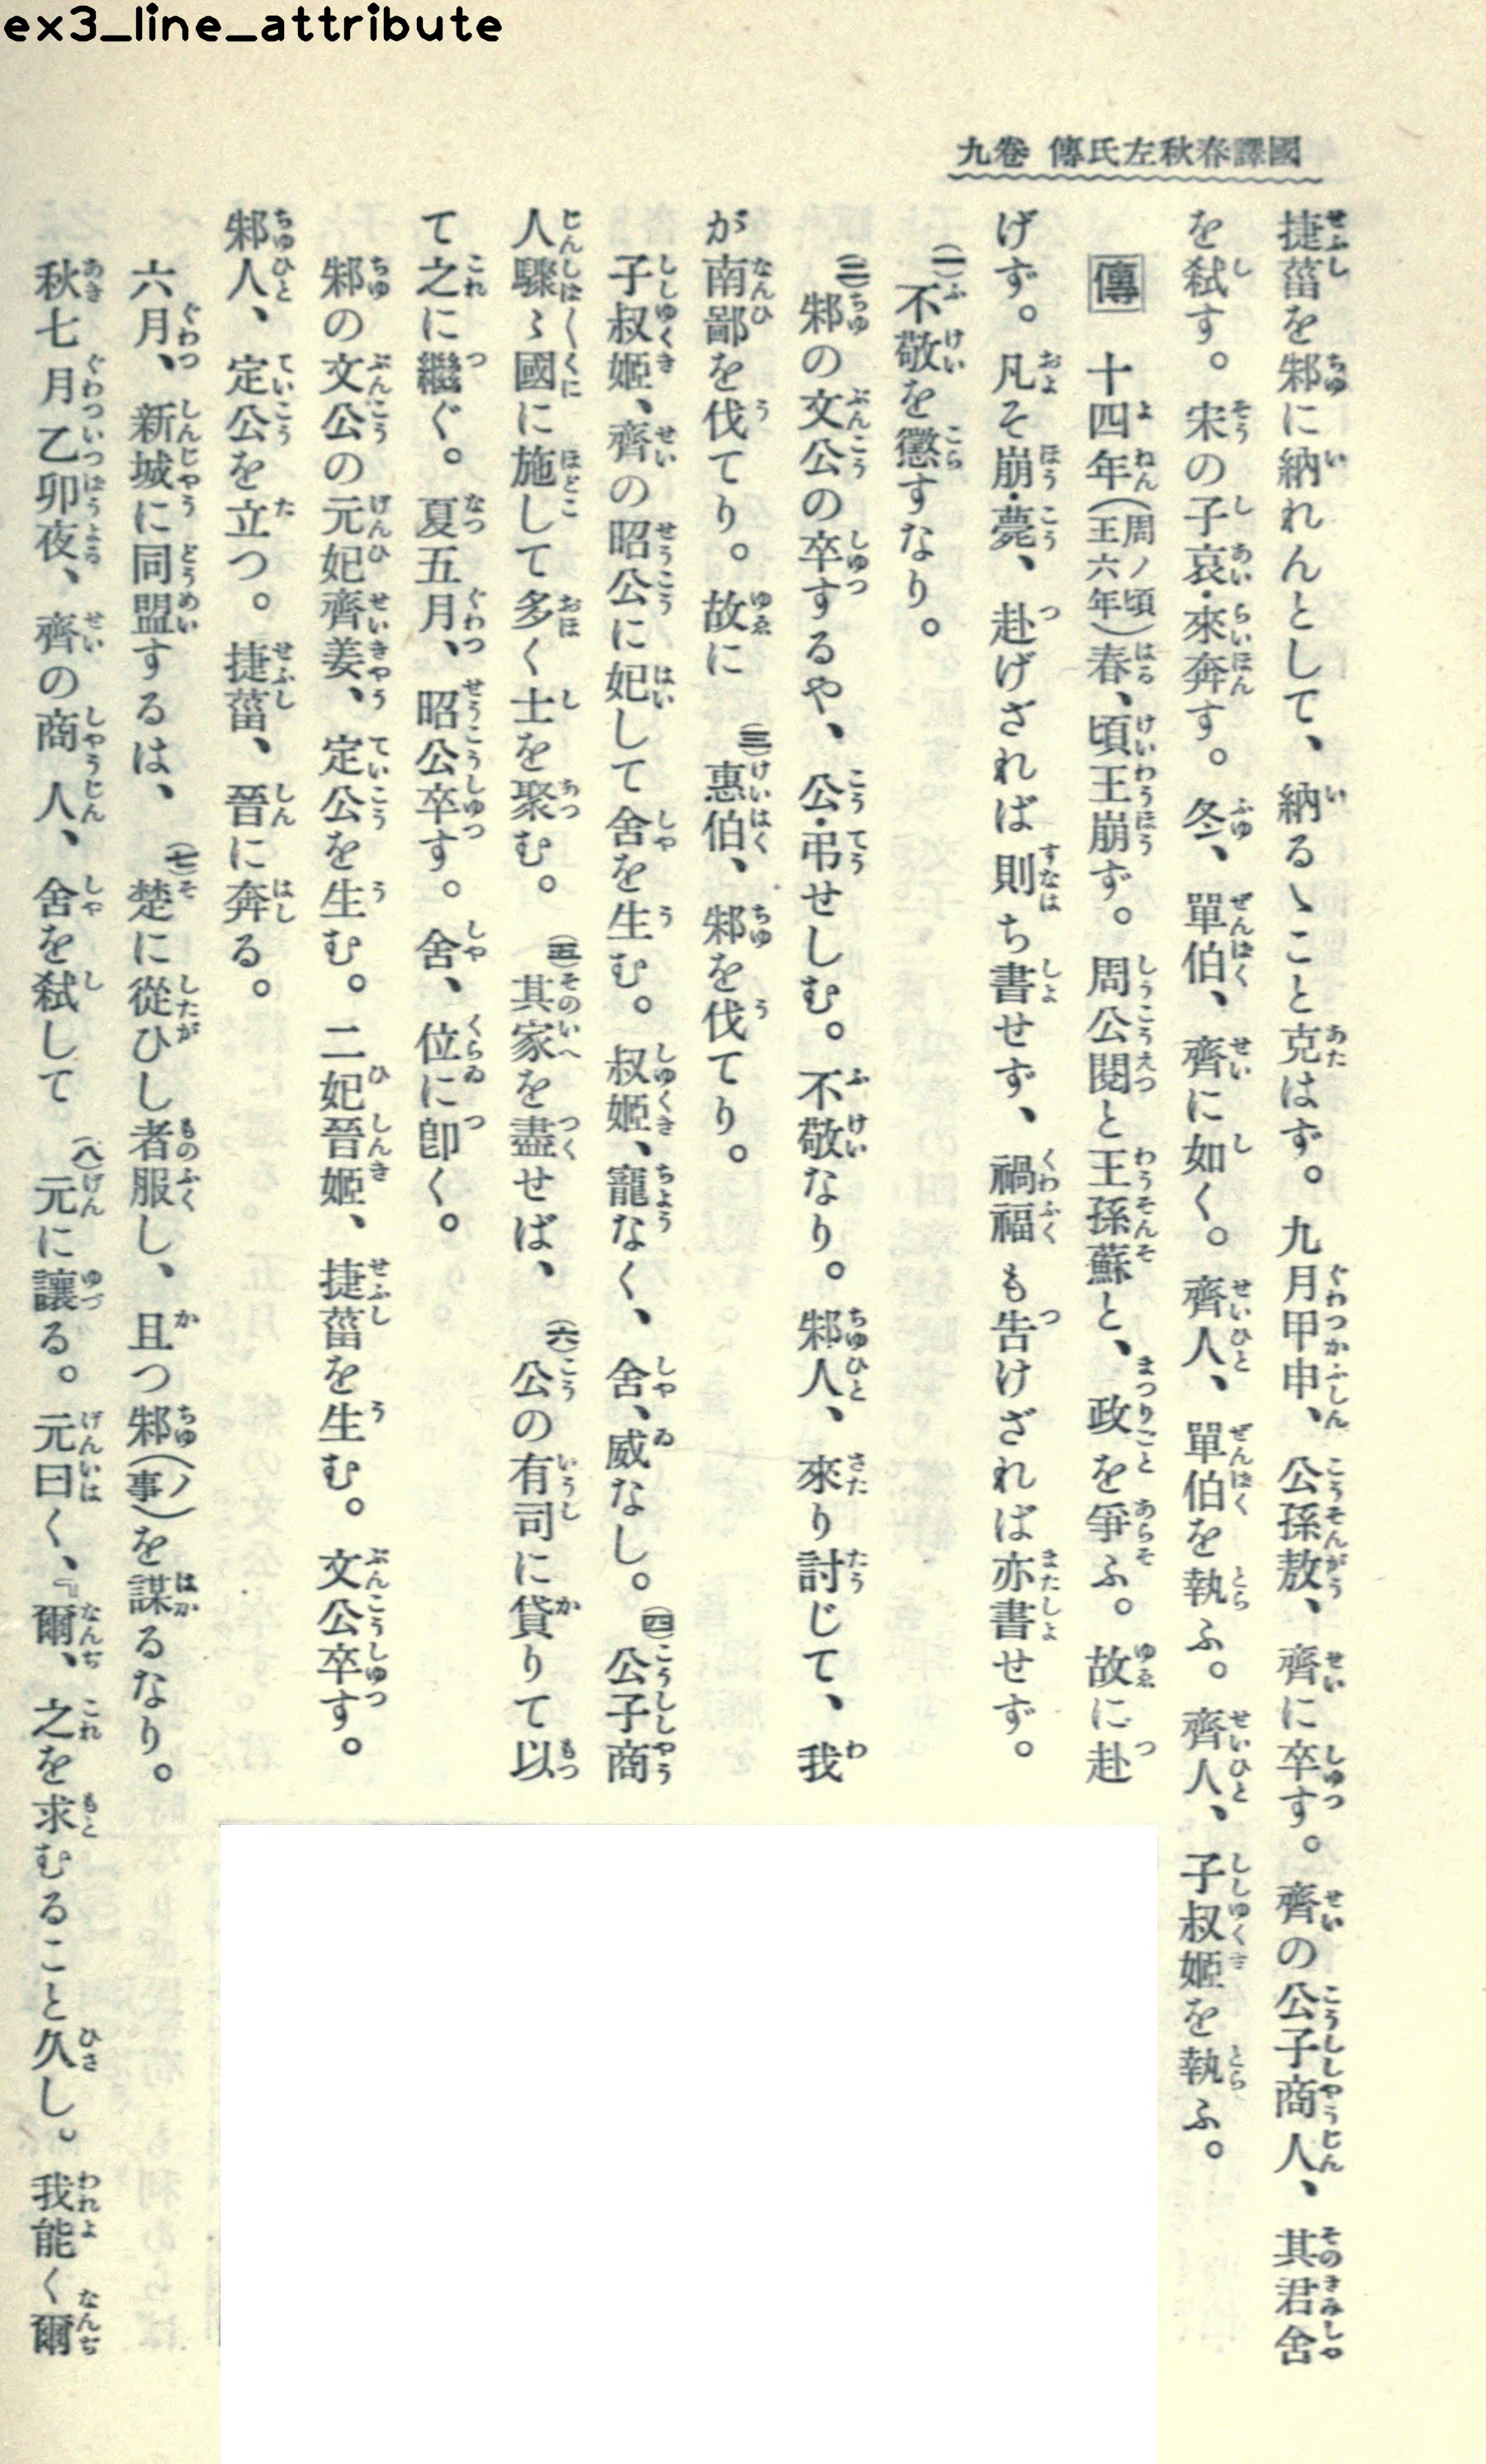 ex3_line_attribute
國譯春秋左氏傳 卷九
捷菑を邾に納れんとして、納るゝこと克はず。九月甲申、公孫敖、齊に卒す。齊の公子商人、其君舍
を弑す。宋の子哀・來奔す。冬、單伯、齊に如く。齊人、單伯を執ふ。齊人、子叔姬を執ふ。
傳 十四年(周ノ頃王六年)春、頃王崩ず。周公閱と王孫蘇と、政を爭ふ。故に赴
げず。凡そ崩・薨、赴げざれば則ち書せず、禍福も告けざれば亦書せず。
(一)不敬を懲すなり。
(二)邾の文公の卒するや、公・弔せしむ。不敬なり。邾人、來り討じて、我
が南鄙を伐てり。故に(三)惠伯、邾を伐てり。
子叔姬、齊の昭公に妃して舍を生む。叔姬、寵なく、舍、威なし。(四)公子商
人驟〻國に施して多く士を聚む。(五)其家を盡せば、(六)公の有司に貸りて以
て之に繼ぐ。夏五月、昭公卒す。舍、位に卽く。
邾の文公の元妃齊姜、定公を生む。二妃晉姬、捷菑を生む。文公卒す。
邾人、定公を立つ。捷菑、晉に奔る。
六月、新城に同盟するは、(七)楚に從ひし者服し、且つ邾(ノ事)を謀るなり。
秋七月乙卯夜、齊の商人、舍を弑して(八)元に讓る。元曰く、『爾、之を求むること久し。我能く爾